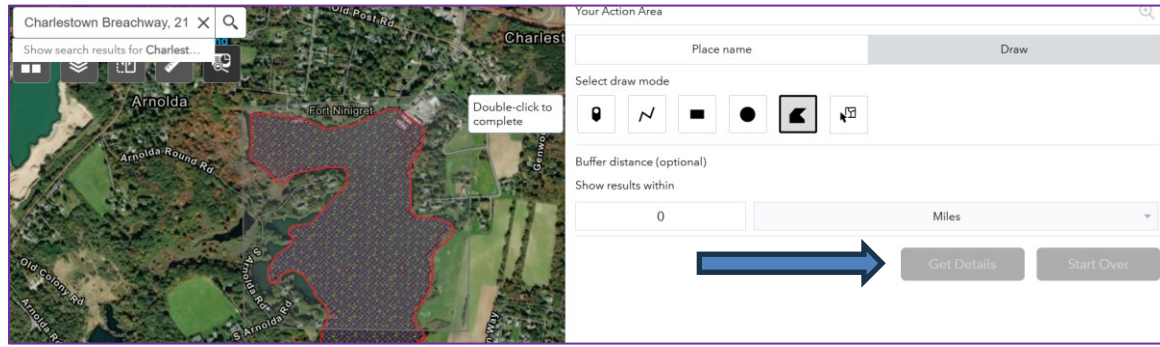 Charlestown Breachway, 21
Show search results for Charlest...
Old Post Rd
Charlest
Arnolda
Fort Ninigret
Double-click to
complete
Arnolda Round Rd
S Arnolda Rd
Old Colony Rd
Arnolda Rd
S Arnolda Rd
Your Action Area
Place name
Draw
Select draw mode
Buffer distance (optional)
Show results within
0
Miles
Get Details
Start Over